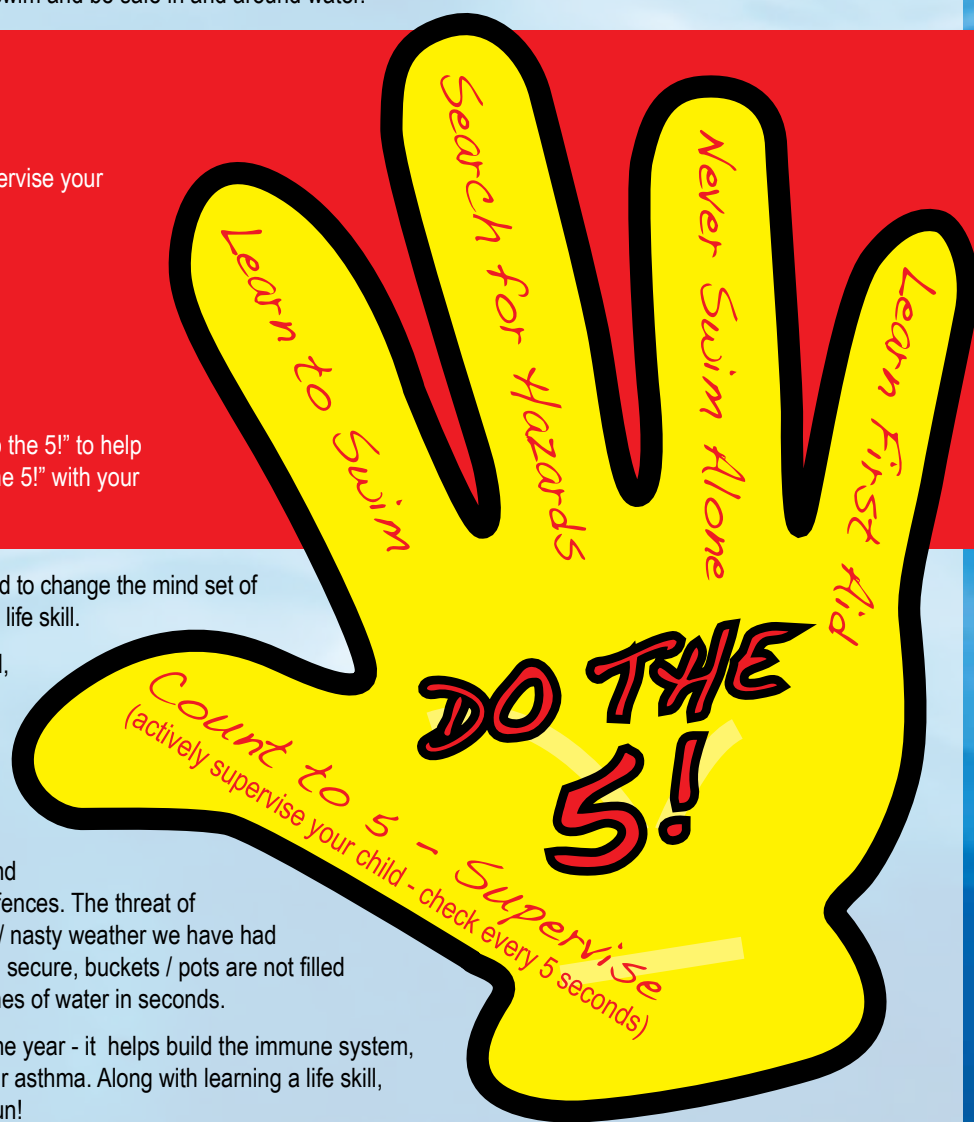 swim and be safe in and around water.
ervise your
the 5!” to help
e 5!” with your
d to change the mind set of
life skill.
Learn to Swim
Search for Hazards
Never Swim Alone
Learn First Aid
DO THE
5!
Count to 5 - Supervise
(actively supervise your child - check every 5 seconds)
fences. The threat of
/ nasty weather we have had
secure, buckets / pots are not filled
es of water in seconds.
e year - it helps build the immune system,
r asthma. Along with learning a life skill,
un!